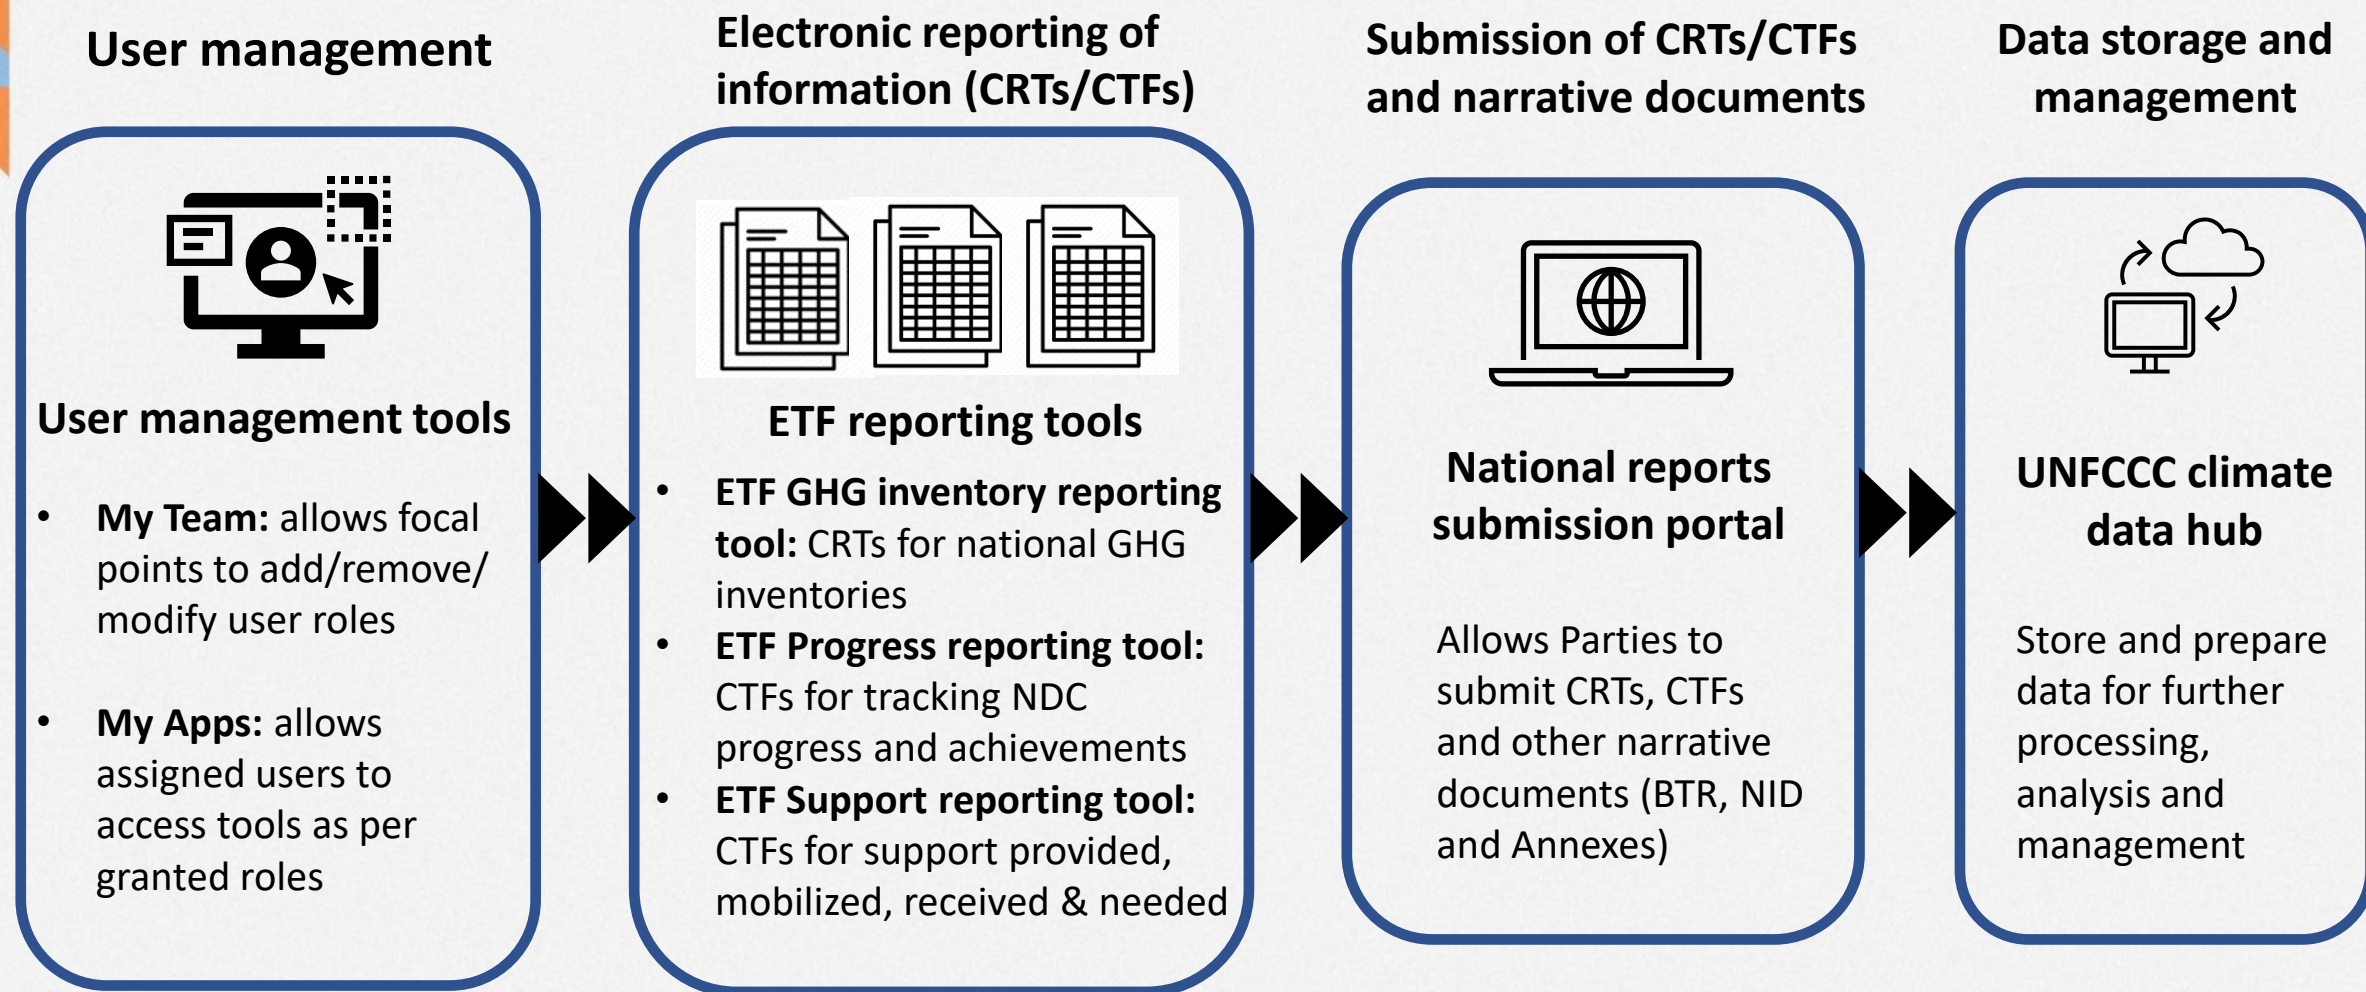 User management
User management tools
• My Team: allows focal
points to add/remove/
modify user roles
• My Apps: allows
assigned users to
access tools as per
granted roles
Electronic reporting of
information (CRTs/CTFs)
ETF reporting tools
• ETF GHG inventory reporting
tool: CRTs for national GHG
inventories
• ETF Progress reporting tool:
CTFs for tracking NDC
progress and achievements
• ETF Support reporting tool:
CTFs for support provided,
mobilized, received & needed
Submission of CRTs/CTFs
and narrative documents
National reports
submission portal
Allows Parties to
submit CRTs, CTFs
and other narrative
documents (BTR, NID
and Annexes)
Data storage and
management
UNFCCC climate
data hub
Store and prepare
data for further
processing,
analysis and
management